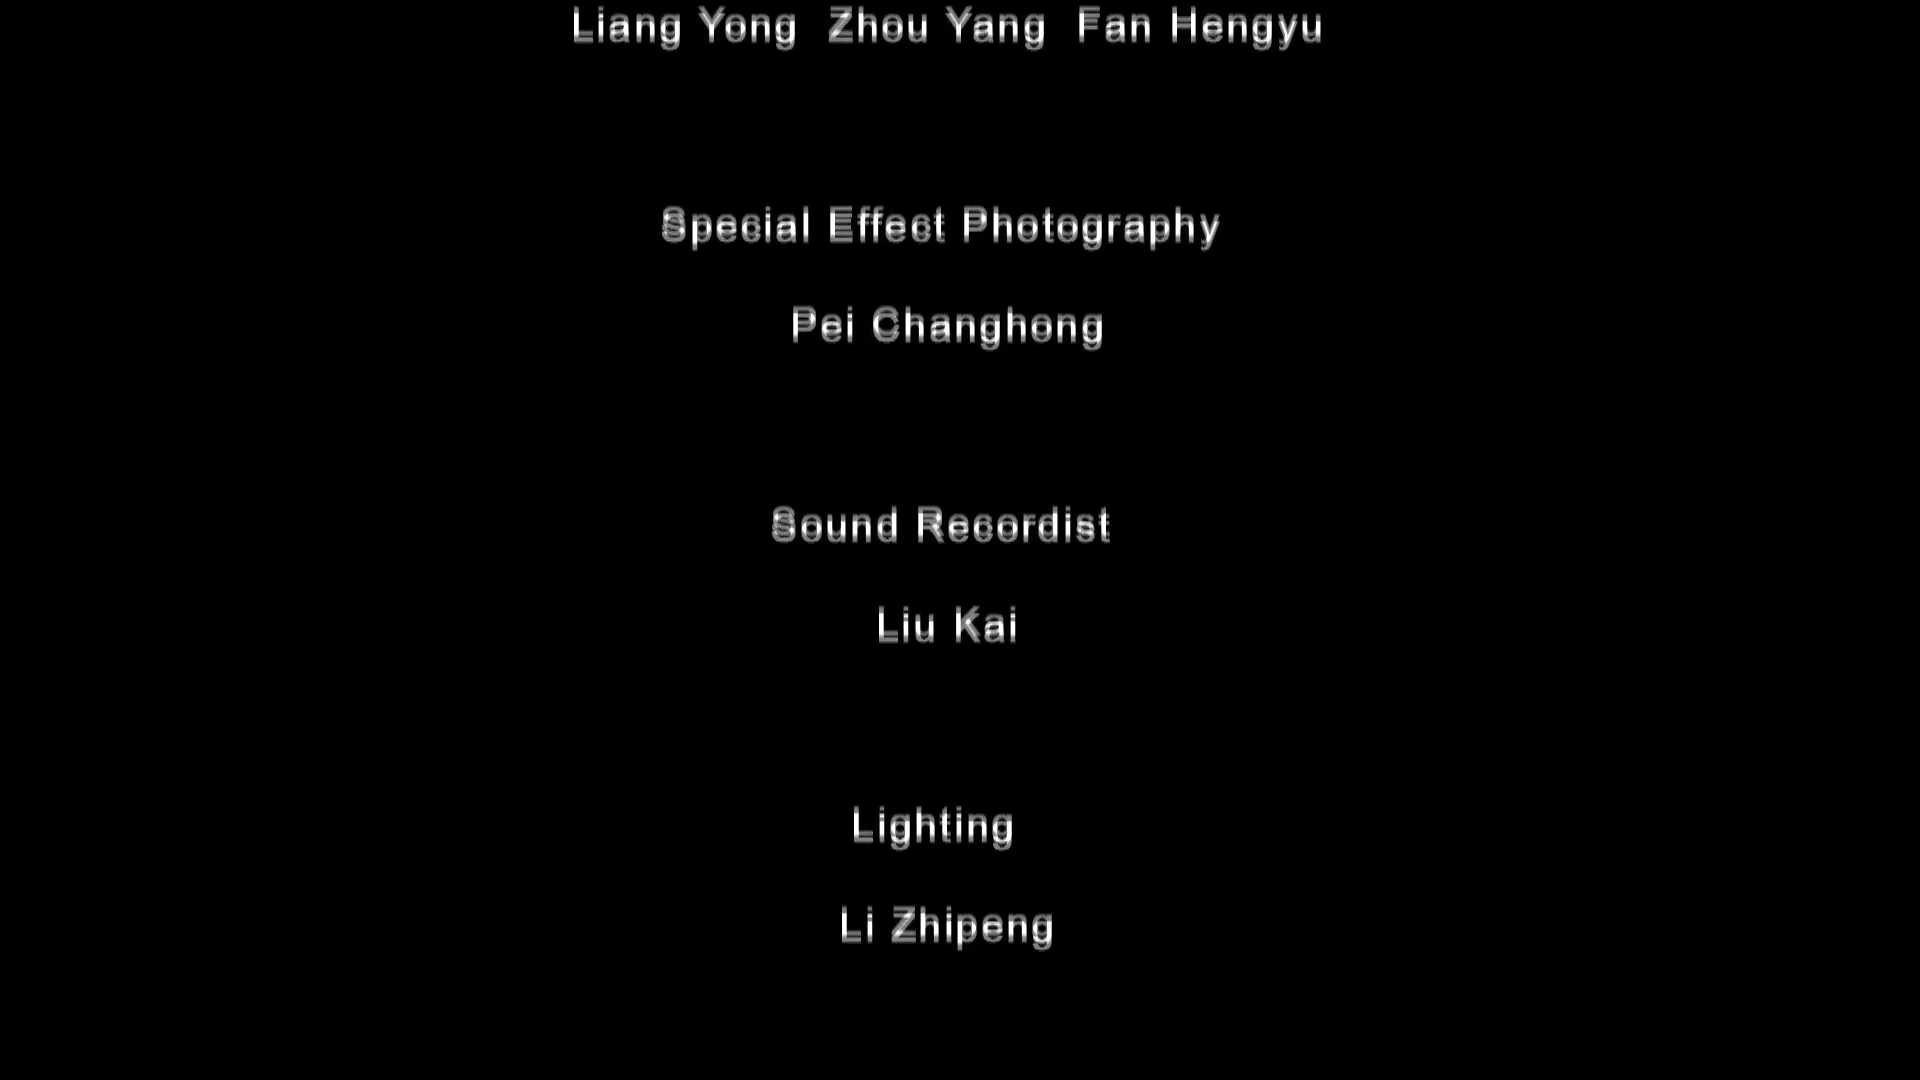 Liang Yong  Zhou Yang  Fan Hengyu
Special Effect Photography
Pei Changhong
Sound Recordist
Liu Kai
Lighting
Li Zhipeng